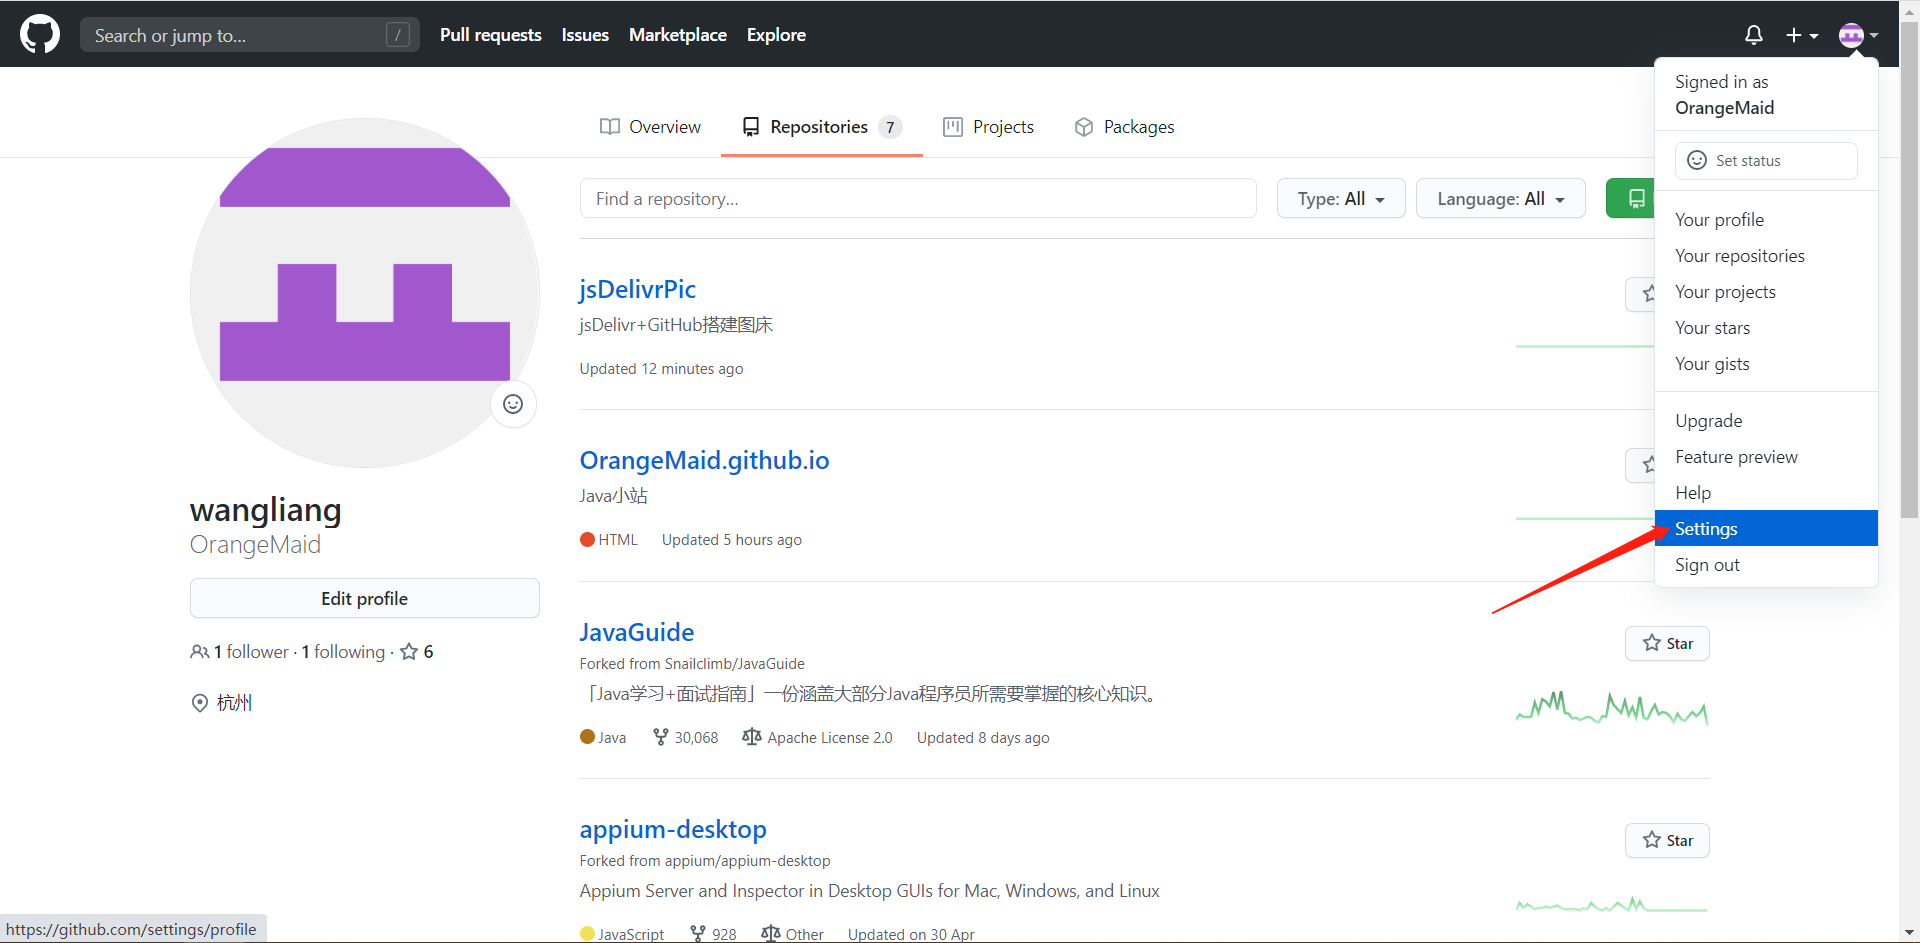 Search or jump to... /
Pull requests Issues Marketplace Explore
Signed in as
OrangeMaid
Set status
Your profile
Your repositories
Your projects
Your stars
Your gists
Upgrade
Feature preview
Help
Settings
Sign out
Overview Repositories 7 Projects Packages
Find a repository... Type: All Language: All
wangliang
OrangeMaid
Edit profile
1 follower · 1 following · 6
杭州
jsDelivrPic
jsDelivr+GitHub搭建图床
Updated 12 minutes ago
OrangeMaid.github.io
Java小站
HTML Updated 5 hours ago
JavaGuide
Star
Forked from Snailclimb/JavaGuide
「Java学习+面试指南」一份涵盖大部分Java程序员所需要掌握的核心知识。
Java 30,068 Apache License 2.0 Updated 8 days ago
appium-desktop
Star
Forked from appium/appium-desktop
Appium Server and Inspector in Desktop GUIs for Mac, Windows, and Linux
JavaScript 928 Other Updated on 30 Apr
https://github.com/settings/profile